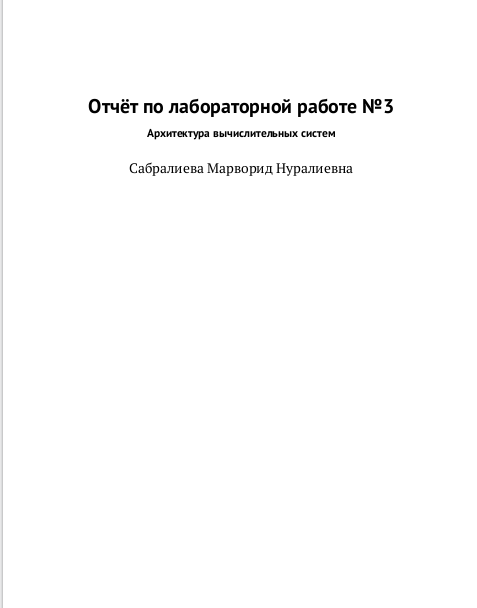 Отчёт по лабораторной работе №3
Архитектура вычислительных систем
Сабралиева Марворид Нуралиевна